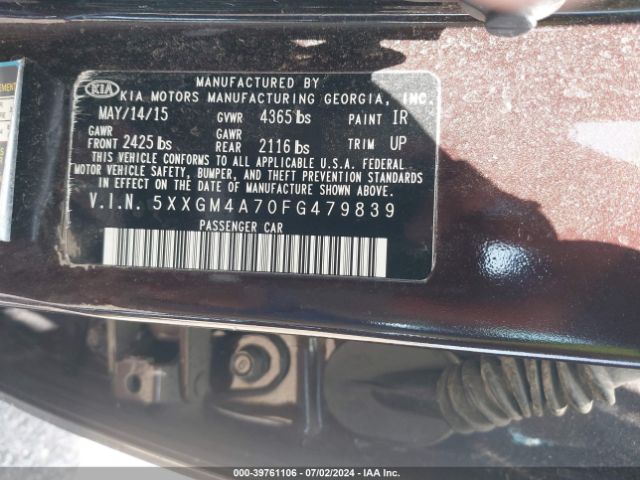 EMENT
MANUFACTURED BY
KIA KIA MOTORS MANUFACTURING GEORGIA, INC.
MAY/14/15 GVWR 4365 lbs PAINT IR
GAWR FRONT 2425 lbs GAWR REAR 2116 lbs TRIM UP
THIS VEHICLE CONFORMS TO ALL APPLICABLE U.S.A. FEDERAL
MOTOR VEHICLE SAFETY, BUMPER, AND THEFT PREVENTION STANDARDS
IN EFFECT ON THE DATE OF MANUFACTURE SHOWN ABOVE.
V.I.N. 5XXGM4A70FG479839
PASSENGER CAR
000-39761106 - 07/02/2024 - IAA Inc.